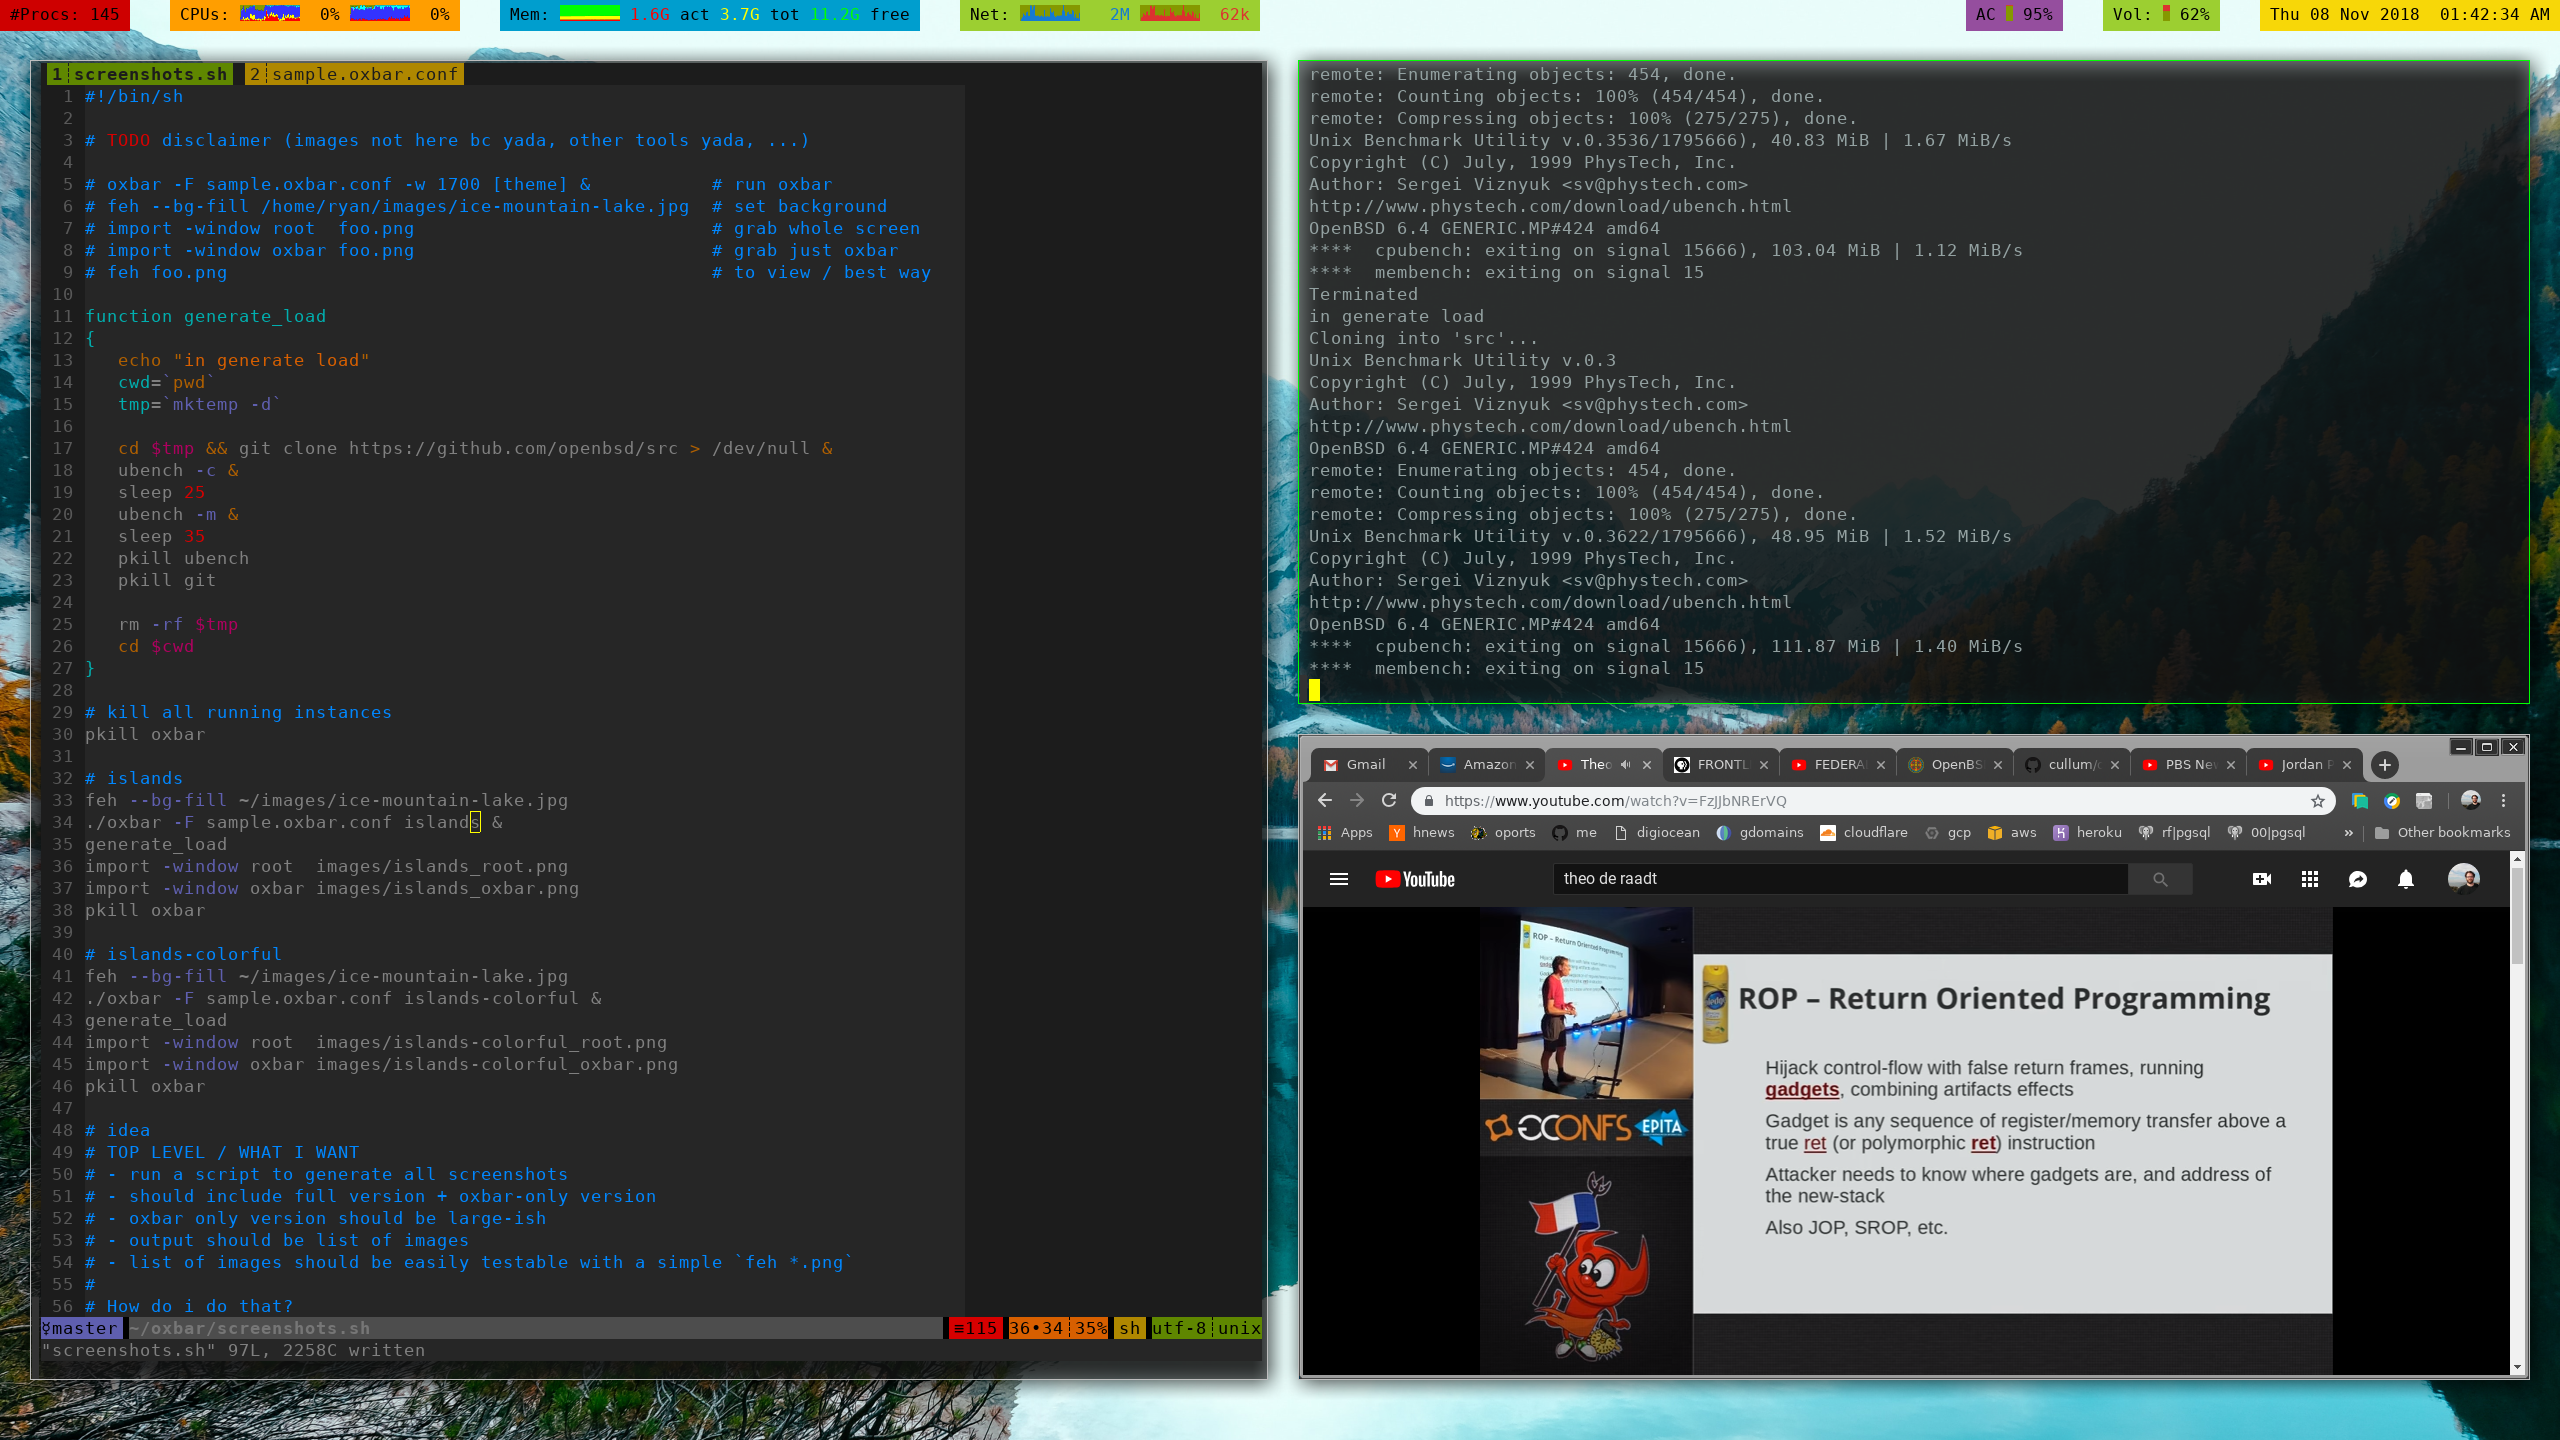 #Procs: 145
CPUs: 0% 0%
Mem: 1.6G act 3.7G tot 11.2G free
Net: 2M 62k
AC 95%
Vol: 62%
Thu 08 Nov 2018  01:42:34 AM
1 screenshots.sh 2 sample.oxbar.conf
1 #!/bin/sh
2
3 # TODO disclaimer (images not here bc yada, other tools yada, ...)
4
5 # oxbar -F sample.oxbar.conf -w 1700 [theme] &           # run oxbar
6 # feh --bg-fill /home/ryan/images/ice-mountain-lake.jpg  # set background
7 # import -window root  foo.png                           # grab whole screen
8 # import -window oxbar foo.png                           # grab just oxbar
9 # feh foo.png                                            # to view / best way
10
11 function generate_load
12 {
13    echo "in generate load"
14    cwd=`pwd`
15    tmp=`mktemp -d`
16
17    cd $tmp && git clone https://github.com/openbsd/src > /dev/null &
18    ubench -c &
19    sleep 25
20    ubench -m &
21    sleep 35
22    pkill ubench
23    pkill git
24
25    rm -rf $tmp
26    cd $cwd
27 }
28
29 # kill all running instances
30 pkill oxbar
31
32 # islands
33 feh --bg-fill ~/images/ice-mountain-lake.jpg
34 ./oxbar -F sample.oxbar.conf islands &
35 generate_load
36 import -window root  images/islands_root.png
37 import -window oxbar images/islands_oxbar.png
38 pkill oxbar
39
40 # islands-colorful
41 feh --bg-fill ~/images/ice-mountain-lake.jpg
42 ./oxbar -F sample.oxbar.conf islands-colorful &
43 generate_load
44 import -window root  images/islands-colorful_root.png
45 import -window oxbar images/islands-colorful_oxbar.png
46 pkill oxbar
47
48 # idea
49 # TOP LEVEL / WHAT I WANT
50 # - run a script to generate all screenshots
51 # - should include full version + oxbar-only version
52 # - oxbar only version should be large-ish
53 # - output should be list of images
54 # - list of images should be easily testable with a simple `feh *.png`
55 #
56 # How do i do that?
☿master ~/oxbar/screenshots.sh ≡115 36•34 35% sh utf-8 unix
"screenshots.sh" 97L, 2258C written
remote: Enumerating objects: 454, done.
remote: Counting objects: 100% (454/454), done.
remote: Compressing objects: 100% (275/275), done.
Unix Benchmark Utility v.0.3536/1795666), 40.83 MiB | 1.67 MiB/s
Copyright (C) July, 1999 PhysTech, Inc.
Author: Sergei Viznyuk <sv@phystech.com>
http://www.phystech.com/download/ubench.html
OpenBSD 6.4 GENERIC.MP#424 amd64
****  cpubench: exiting on signal 15666), 103.04 MiB | 1.12 MiB/s
****  membench: exiting on signal 15
Terminated
in generate load
Cloning into 'src'...
Unix Benchmark Utility v.0.3
Copyright (C) July, 1999 PhysTech, Inc.
Author: Sergei Viznyuk <sv@phystech.com>
http://www.phystech.com/download/ubench.html
OpenBSD 6.4 GENERIC.MP#424 amd64
remote: Enumerating objects: 454, done.
remote: Counting objects: 100% (454/454), done.
remote: Compressing objects: 100% (275/275), done.
Unix Benchmark Utility v.0.3622/1795666), 48.95 MiB | 1.52 MiB/s
Copyright (C) July, 1999 PhysTech, Inc.
Author: Sergei Viznyuk <sv@phystech.com>
http://www.phystech.com/download/ubench.html
OpenBSD 6.4 GENERIC.MP#424 amd64
****  cpubench: exiting on signal 15666), 111.87 MiB | 1.40 MiB/s
****  membench: exiting on signal 15
Gmail Amazon Theo FRONTL FEDERA OpenBS cullum/o PBS Ne Jordan P
https://www.youtube.com/watch?v=FzJJbNRErVQ
Apps hnews oports me digiocean gdomains cloudflare gcp aws heroku rf|pgsql 00|pgsql » Other bookmarks
YouTube theo de raadt
ROP – Return Oriented Programming
Hijack control-flow with false return frames, running
gadgets, combining artifacts effects
Gadget is any sequence of register/memory transfer above a
true ret (or polymorphic ret) instruction
Attacker needs to know where gadgets are, and address of
the new-stack
Also JOP, SROP, etc.
ROP – Return Oriented Programming
GCONFS EPITA